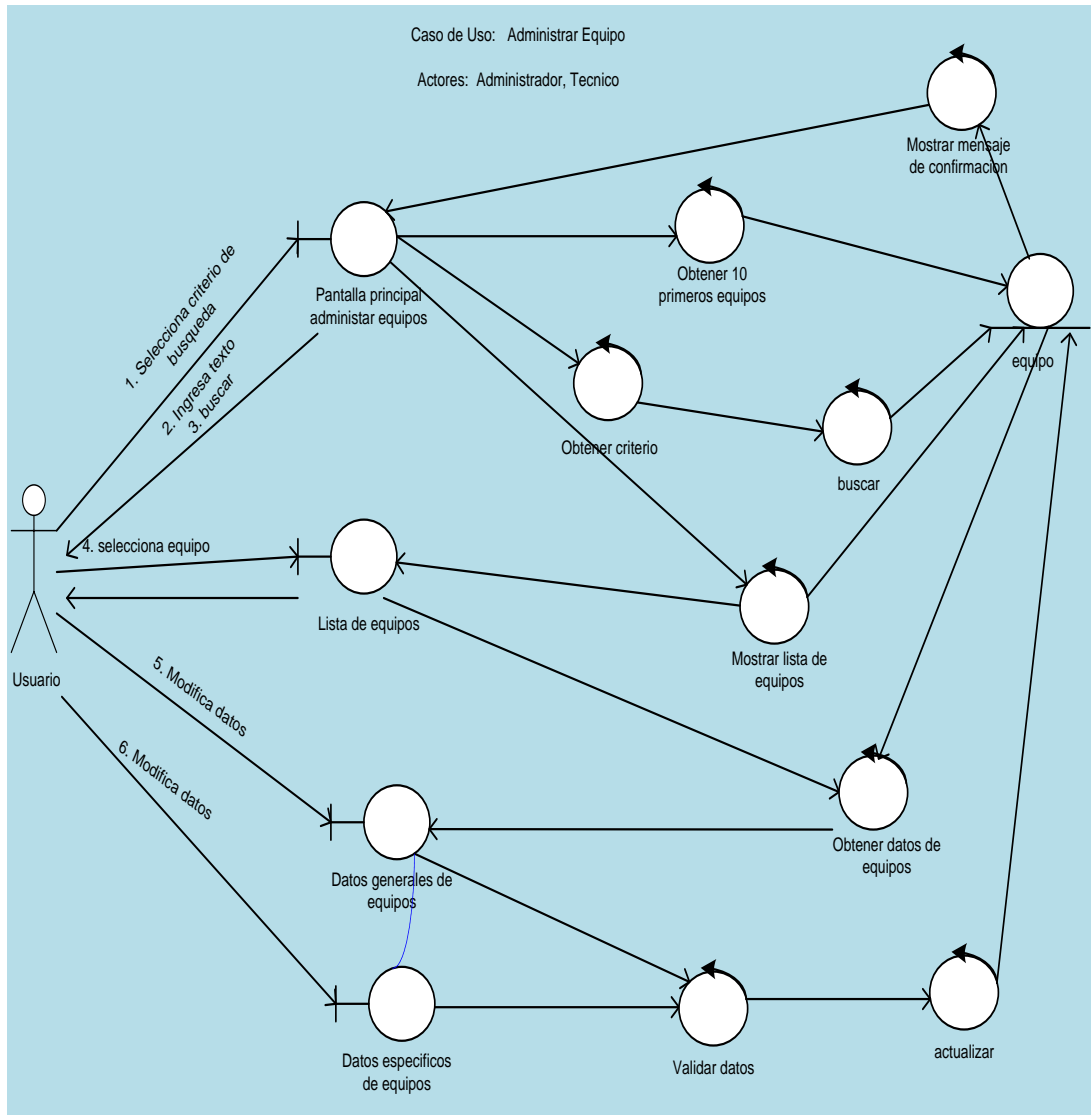 Caso de Uso: Administrar Equipo
Actores: Administrador, Tecnico
Mostrar mensaje
de confirmacion
Obtener 10
primeros equipos
Pantalla principal
administar equipos
1. Selecciona criterio de
busqueda
2. Ingresa texto
3. buscar
equipo
Obtener criterio
buscar
4. selecciona equipo
Lista de equipos
Mostrar lista de
equipos
Usuario
5. Modifica datos
6. Modifica datos
Obtener datos de
equipos
Datos generales de
equipos
Datos especificos
de equipos
Validar datos
actualizar